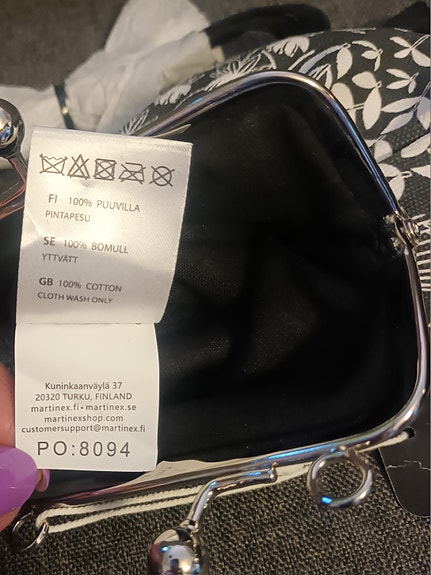 FI 100% PUUVILLA
PINTAPESU
SE 100% BOMULL
YTTVÄTT
GB 100% COTTON
CLOTH WASH ONLY
Kuninkaanväylä 37
20320 TURKU, FINLAND
martinex.fi • martinex.se
martinexshop.com
customersupport@martinex.fi
PO:8094